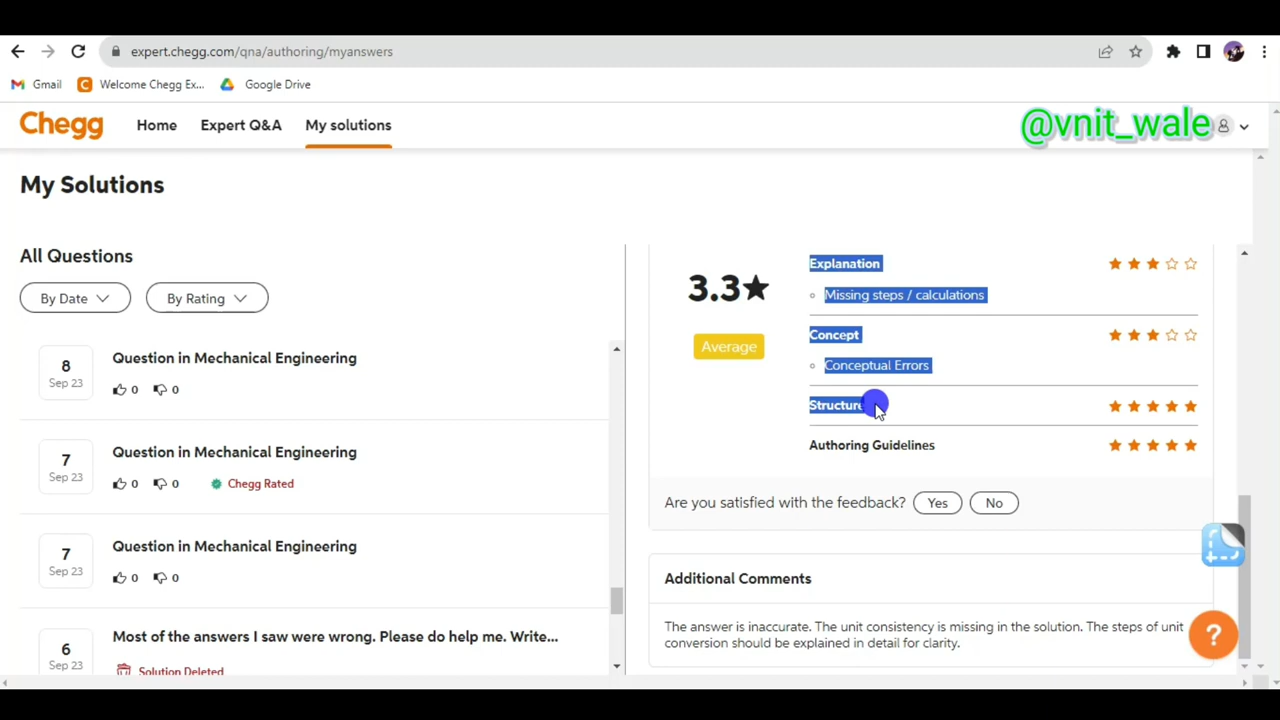 expert.chegg.com/qna/authoring/myanswers
Gmail
Welcome Chegg Ex...
Google Drive
Chegg
Home
Expert Q&A
My solutions
@vnit_wale
My Solutions
All Questions
By Date
By Rating
8
Sep 23
Question in Mechanical Engineering
0
0
7
Sep 23
Question in Mechanical Engineering
0
0
Chegg Rated
7
Sep 23
Question in Mechanical Engineering
0
0
6
Sep 23
Most of the answers I saw were wrong. Please do help me. Write...
Solution Deleted
3.3★
Average
Explanation
Missing steps / calculations
Concept
Conceptual Errors
Structure
Authoring Guidelines
Are you satisfied with the feedback?
Yes
No
Additional Comments
The answer is inaccurate. The unit consistency is missing in the solution. The steps of unit
conversion should be explained in detail for clarity.
?